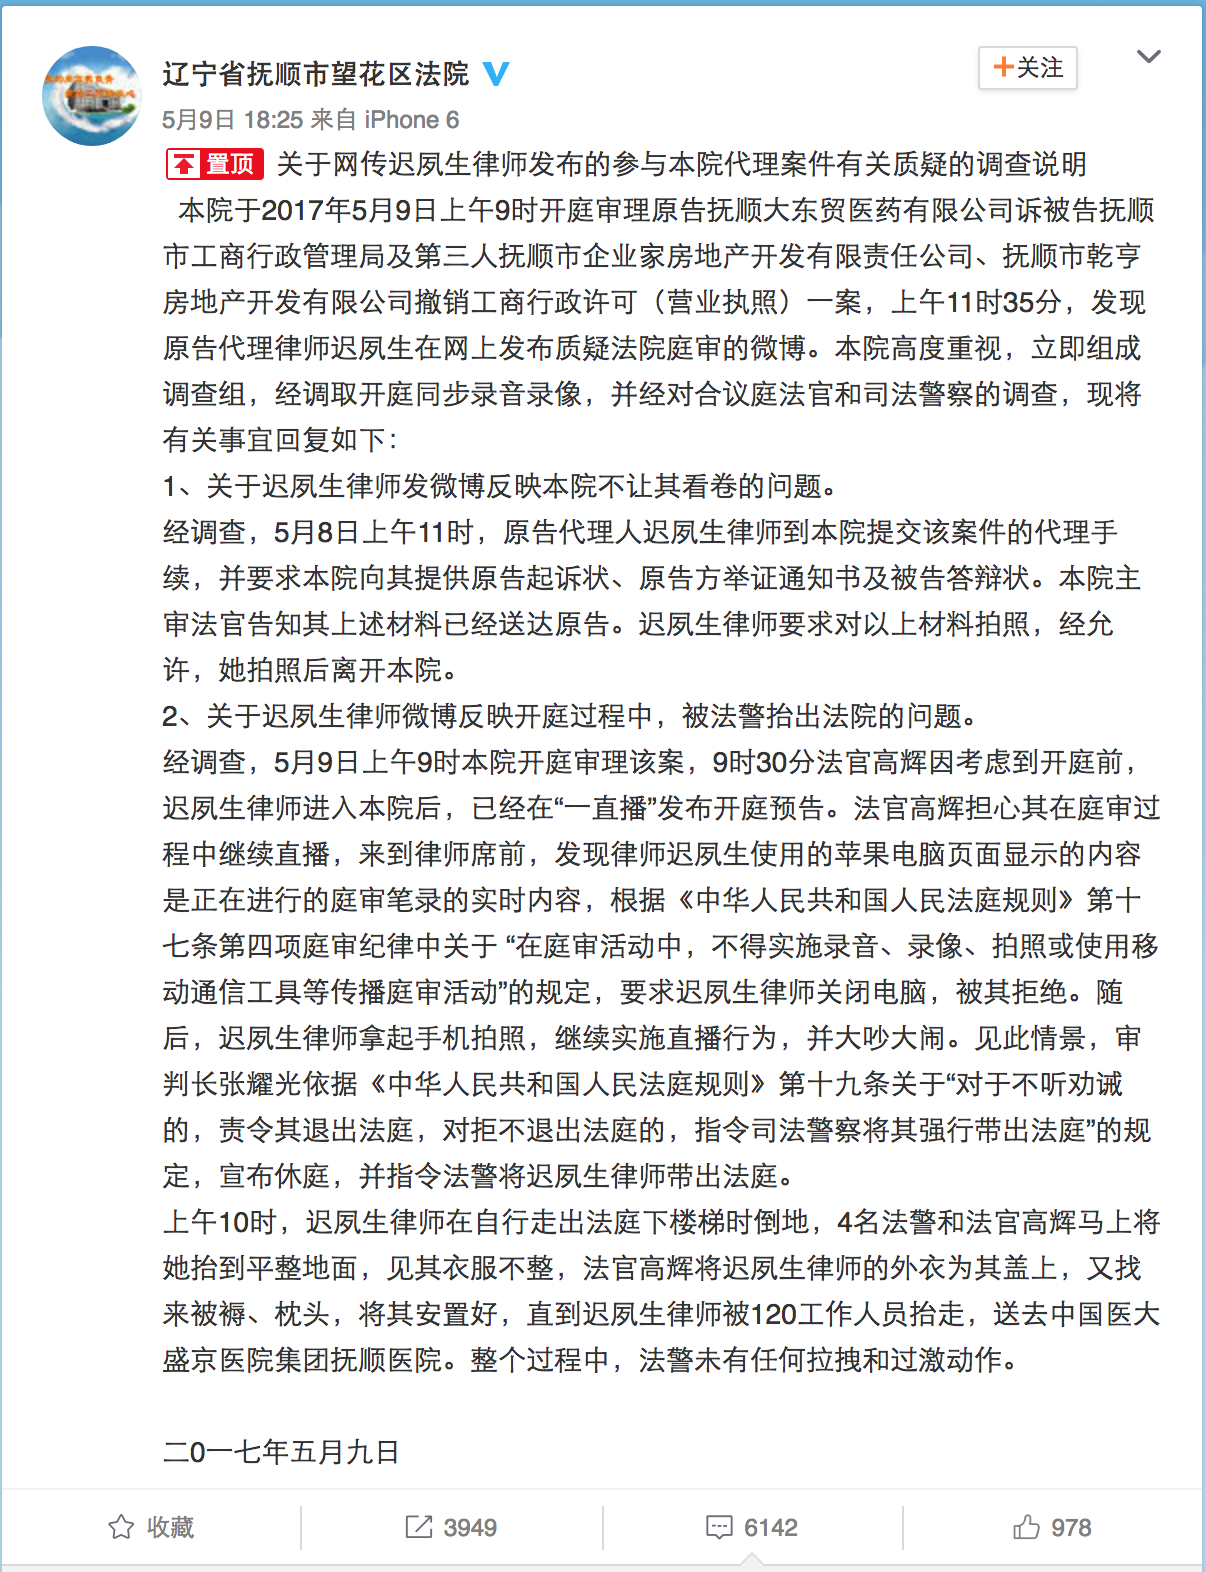 辽宁省抚顺市望花区法院
关注
5月9日 18:25 来自 iPhone 6
置顶 关于网传迟夙生律师发布的参与本院代理案件有关质疑的调查说明
本院于2017年5月9日上午9时开庭审理原告抚顺大东贸医药有限公司诉被告抚顺
市工商行政管理局及第三人抚顺市企业家房地产开发有限责任公司、抚顺市乾亨
房地产开发有限公司撤销工商行政许可（营业执照）一案，上午11时35分，发现
原告代理律师迟夙生在网上发布质疑法院庭审的微博。本院高度重视，立即组成
调查组，经调取开庭同步录音录像，并经对合议庭法官和司法警察的调查，现将
有关事宜回复如下：
1、关于迟夙生律师发微博反映本院不让其看卷的问题。
经调查，5月8日上午11时，原告代理人迟夙生律师到本院提交该案件的代理手
续，并要求本院向其提供原告起诉状、原告方举证通知书及被告答辩状。本院主
审法官告知其上述材料已经送达原告。迟夙生律师要求对以上材料拍照，经允
许，她拍照后离开本院。
2、关于迟夙生律师微博反映开庭过程中，被法警抬出法院的问题。
经调查，5月9日上午9时本院开庭审理该案，9时30分法官高辉因考虑到开庭前，
迟夙生律师进入本院后，已经在“一直播”发布开庭预告。法官高辉担心其在庭审过
程中继续直播，来到律师席前，发现律师迟夙生使用的苹果电脑页面显示的内容
是正在进行的庭审笔录的实时内容，根据《中华人民共和国人民法庭规则》第十
七条第四项庭审纪律中关于 “在庭审活动中，不得实施录音、录像、拍照或使用移
动通信工具等传播庭审活动”的规定，要求迟夙生律师关闭电脑，被其拒绝。随
后，迟夙生律师拿起手机拍照，继续实施直播行为，并大吵大闹。见此情景，审
判长张耀光依据《中华人民共和国人民法庭规则》第十九条关于“对于不听劝诫
的，责令其退出法庭，对拒不退出法庭的，指令司法警察将其强行带出法庭”的规
定，宣布休庭，并指令法警将迟夙生律师带出法庭。
上午10时，迟夙生律师在自行走出法庭下楼梯时倒地，4名法警和法官高辉马上将
她抬到平整地面，见其衣服不整，法官高辉将迟夙生律师的外衣为其盖上，又找
来被褥、枕头，将其安置好，直到迟夙生律师被120工作人员抬走，送去中国医大
盛京医院集团抚顺医院。整个过程中，法警未有任何拉拽和过激动作。
二0一七年五月九日
收藏 3949 6142 978